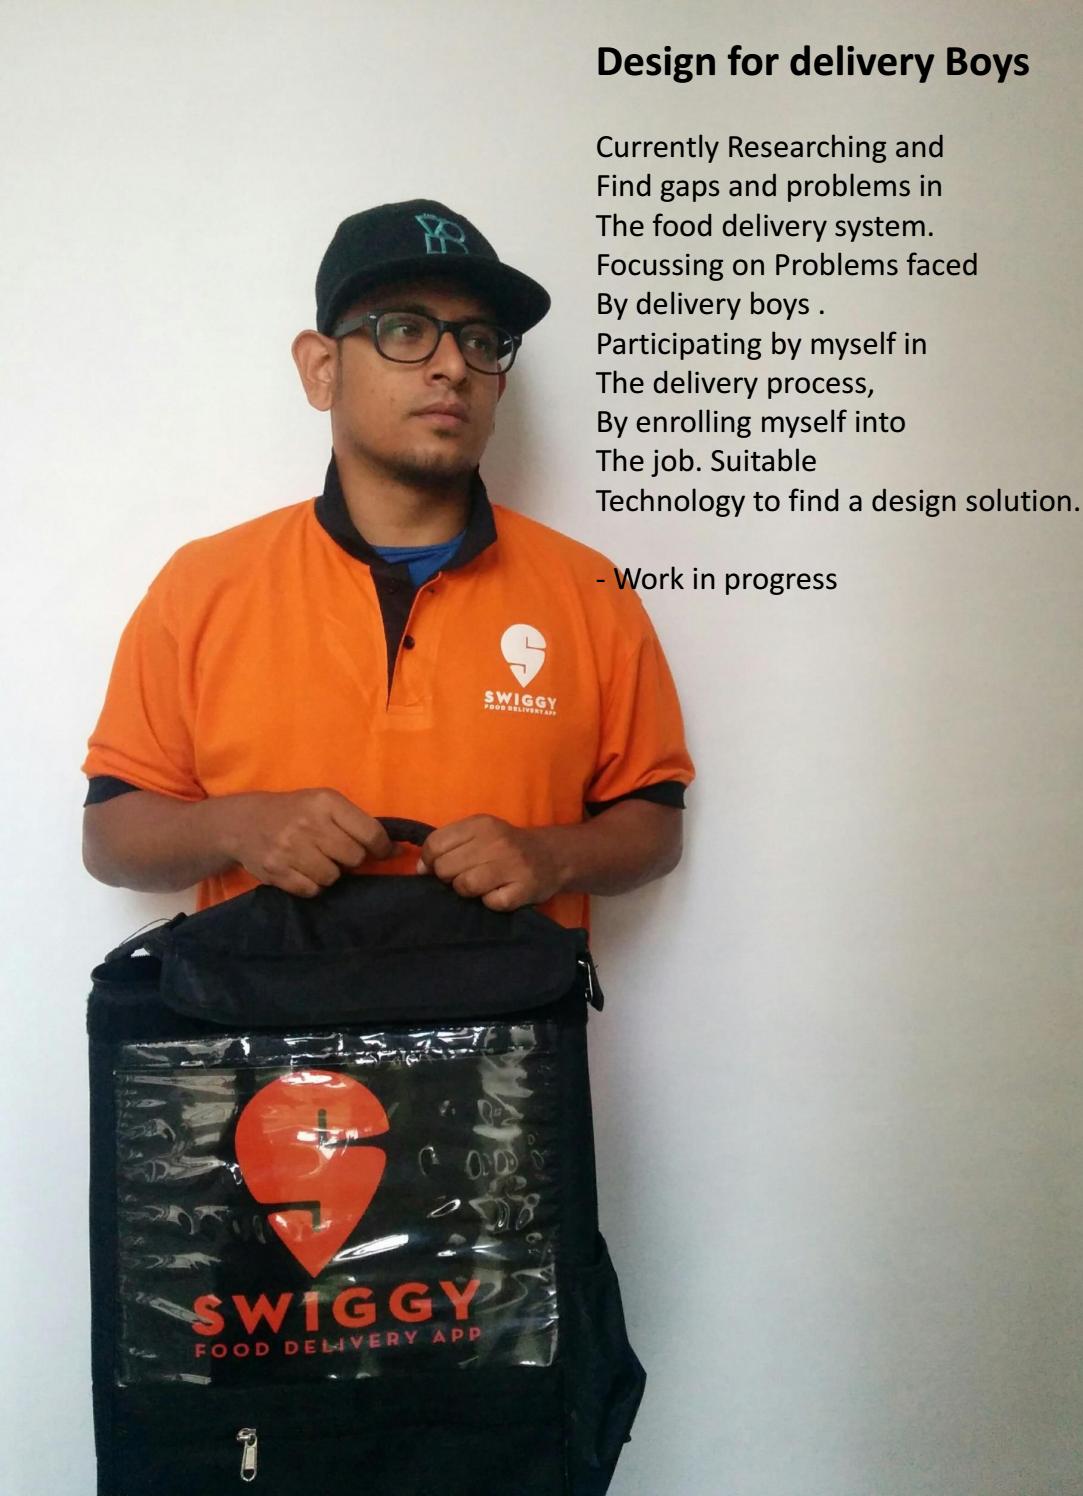 Design for delivery Boys
Currently Researching and
Find gaps and problems in
The food delivery system.
Focussing on Problems faced
By delivery boys .
Participating by myself in
The delivery process,
By enrolling myself into
The job. Suitable
Technology to find a design solution.
- Work in progress
SWIGGY
FOOD DELIVERY APP
SWIGGY
FOOD DELIVERY APP